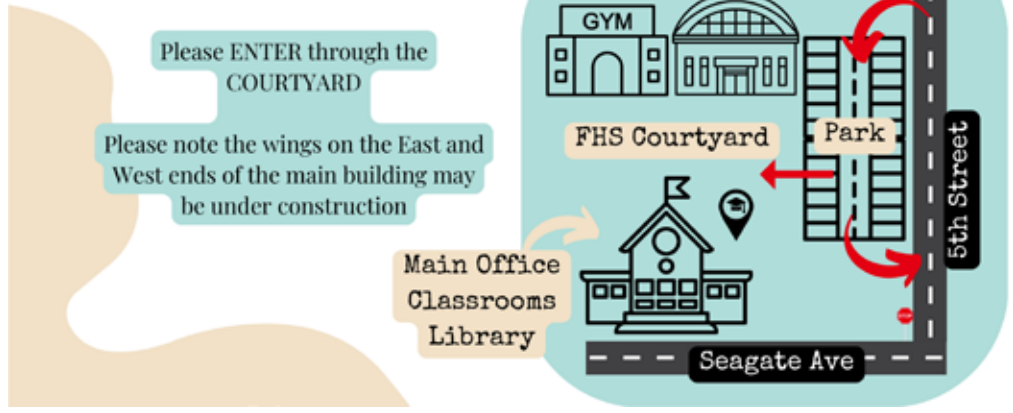 Please ENTER through the
COURTYARD
Please note the wings on the East and
West ends of the main building may
be under construction
GYM
FHS Courtyard
Park
5th Street
Main Office
Classrooms
Library
Seagate Ave